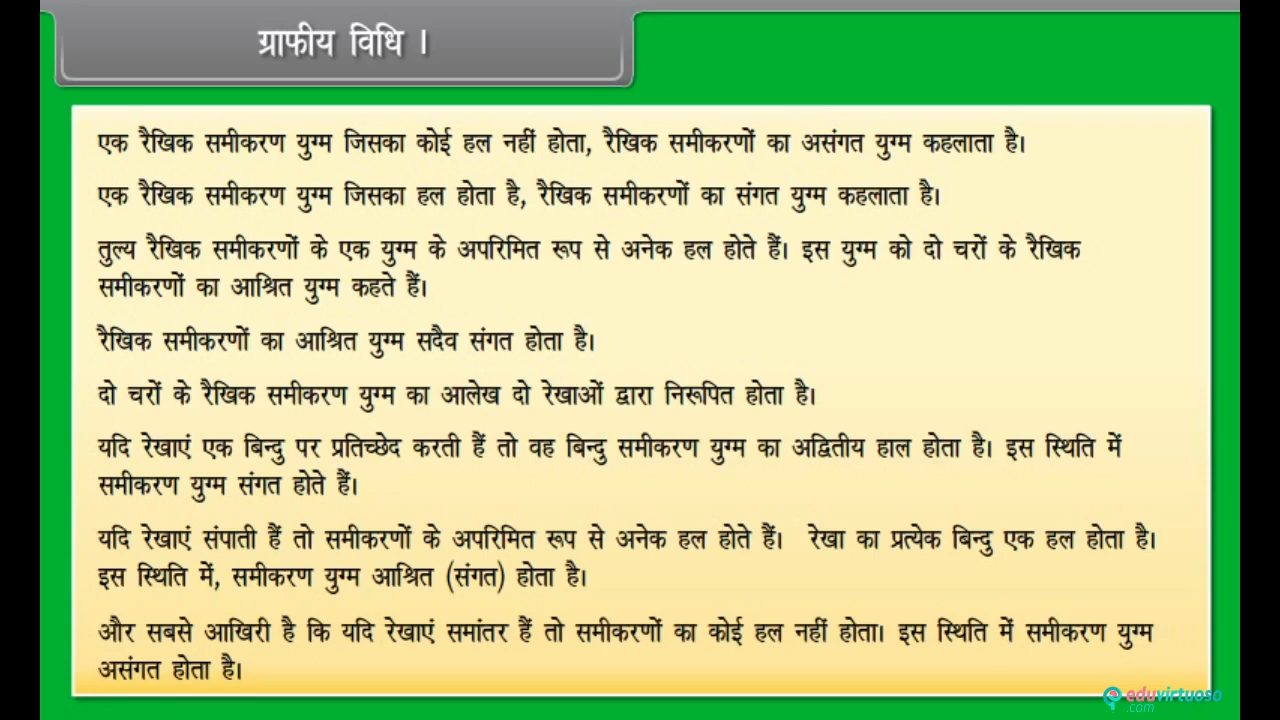 ग्राफीय विधि ।
एक रैखिक समीकरण युग्म जिसका कोई हल नहीं होता, रैखिक समीकरणों का असंगत युग्म कहलाता है।
एक रैखिक समीकरण युग्म जिसका हल होता है, रैखिक समीकरणों का संगत युग्म कहलाता है।
तुल्य रैखिक समीकरणों के एक युग्म के अपरिमित रूप से अनेक हल होते हैं। इस युग्म को दो चरों के रैखिक
समीकरणों का आश्रित युग्म कहते हैं।
रैखिक समीकरणों का आश्रित युग्म सदैव संगत होता है।
दो चरों के रैखिक समीकरण युग्म का आलेख दो रेखाओं द्वारा निरूपित होता है।
यदि रेखाएं एक बिन्दु पर प्रतिच्छेद करती हैं तो वह बिन्दु समीकरण युग्म का अद्वितीय हाल होता है। इस स्थिति में
समीकरण युग्म संगत होते हैं।
यदि रेखाएं संपाती हैं तो समीकरणों के अपरिमित रूप से अनेक हल होते हैं। रेखा का प्रत्येक बिन्दु एक हल होता है।
इस स्थिति में, समीकरण युग्म आश्रित (संगत) होता है।
और सबसे आखिरी है कि यदि रेखाएं समांतर हैं तो समीकरणों का कोई हल नहीं होता। इस स्थिति में समीकरण युग्म
असंगत होता है।
eduvirtuoso
.com